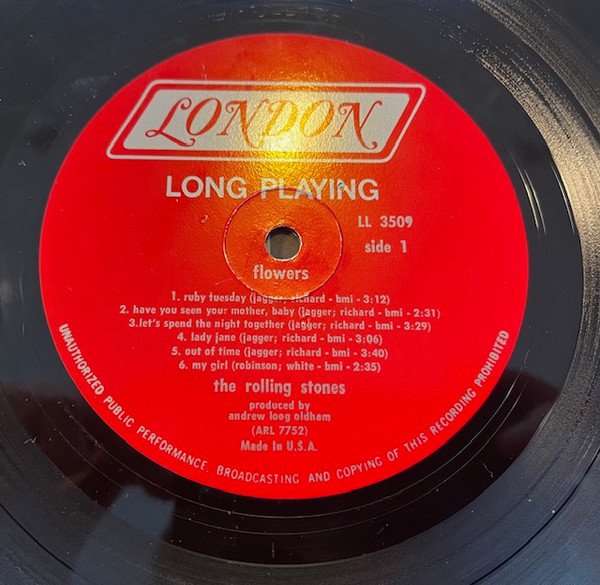 LONDON
LONG PLAYING
LL 3509
side 1
flowers
1. ruby tuesday (jagger; richard - bmi - 3:12)
2. have you seen your mother, baby (jagger; richard - bmi - 2:31)
3.let's spend the night together (jagger; richard - bmi - 3:29)
4. lady jane (jagger; richard - bmi - 3:06)
5. out of time (jagger; richard - bmi - 3:40)
6. my girl (robinson; white - bmi - 2:35)
the rolling stones
produced by
andrew loog oldham
(ARL 7752)
Made In U.S.A.
UNAUTHORIZED PUBLIC PERFORMANCE, BROADCASTING AND COPYING OF THIS RECORDING PROHIBITED